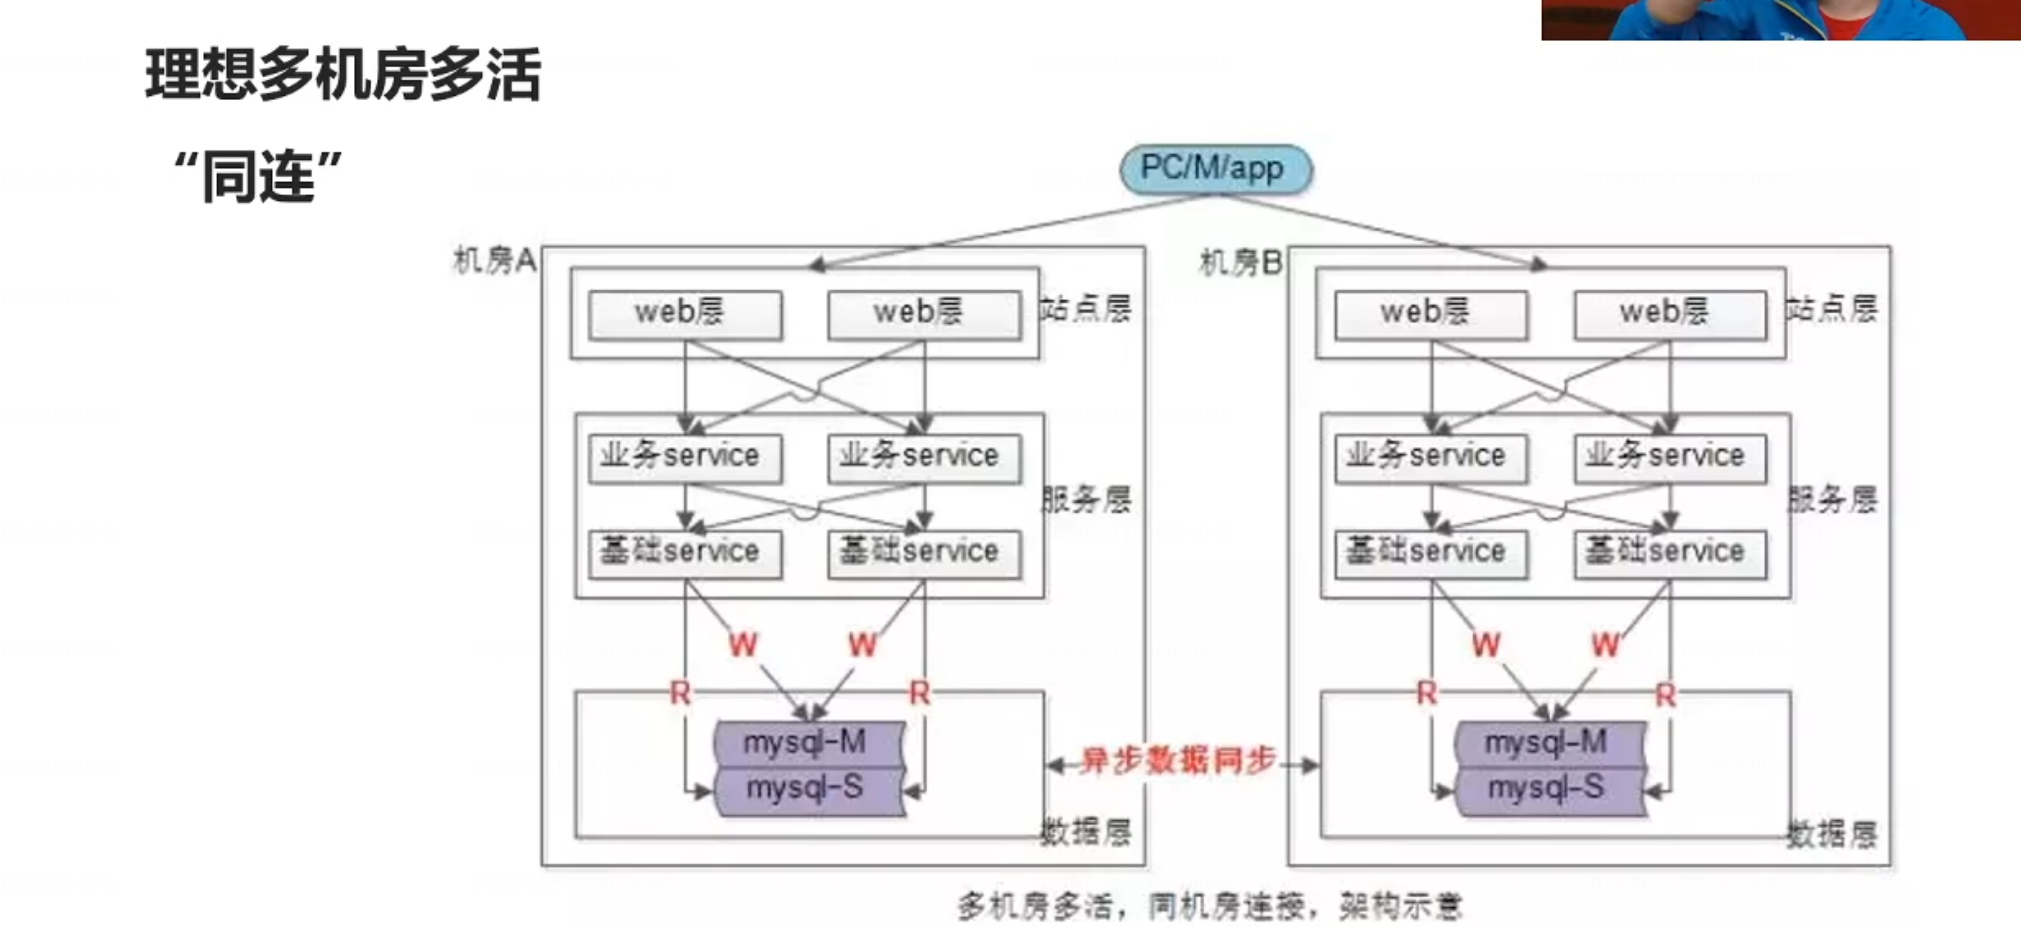 理想多机房多活
“同连”
PC/M/app
机房A
web层
web层
站点层
业务service
业务service
服务层
基础service
基础service
W
W
R
R
mysql-M
mysql-S
数据层
异步数据同步
机房B
web层
web层
站点层
业务service
业务service
服务层
基础service
基础service
W
W
R
R
mysql-M
mysql-S
数据层
多机房多活，同机房连接，架构示意